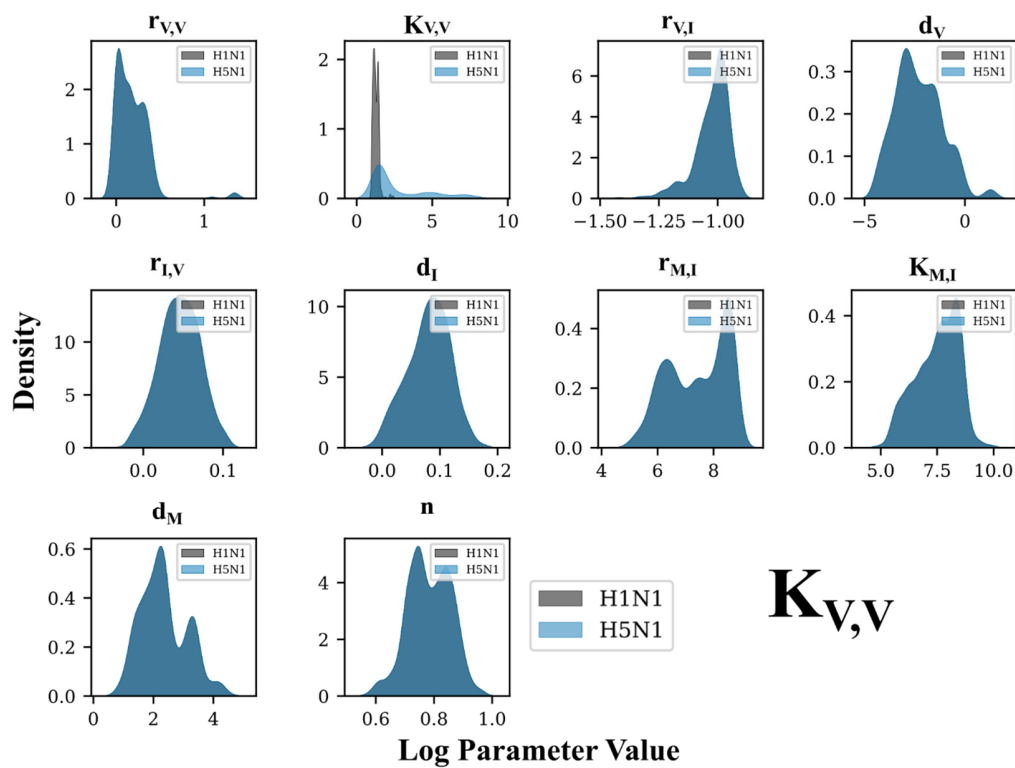 r_V,V
K_V,V
r_V,I
d_V
H1N1
H5N1
H1N1
H5N1
H1N1
H5N1
H1N1
H5N1
2
1
0
0
1
2
1
0
0
5
10
6
4
2
0
−1.50
−1.25
−1.00
0.3
0.2
0.1
0.0
−5
0
r_I,V
d_I
r_M,I
K_M,I
H1N1
H5N1
H1N1
H5N1
H1N1
H5N1
H1N1
H5N1
10
5
0
0.0
0.1
10
5
0
0.0
0.1
0.2
0.4
0.2
0.0
4
6
8
0.4
0.2
0.0
5.0
7.5
10.0
Density
d_M
n
H1N1
H5N1
H1N1
H5N1
0.6
0.4
0.2
0.0
0
2
4
4
2
0
0.6
0.8
1.0
H1N1
H5N1
K_V,V
Log Parameter Value